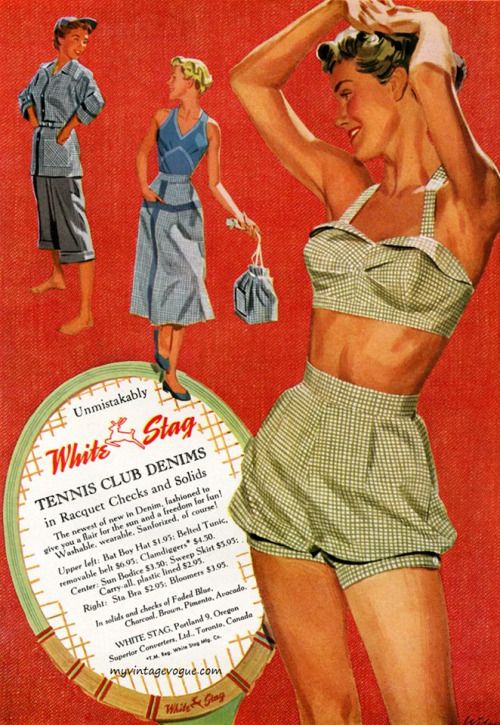 Unmistakably
White Stag
TENNIS CLUB DENIMS
in Racquet Checks and Solids
The newest of new in Denim, fashioned to
give you a flair for the sun and a freedom for fun!
Washable, wearable, Sanforized, of course!
Upper left: Bat Boy Hat $1.95; Belted Tunic,
removable belt $6.95; Clamdiggers* $4.50.
Center: Sun Bodice $3.50; Sweep Skirt $5.95;
Carry-all, plastic lined $2.95.
Right: Sta Bra $2.95; Bloomers $3.95.
In solids and checks of Faded Blue,
Charcoal, Brown, Pimento, Avocado.
WHITE STAG, Portland 9, Oregon
Superior Converters, Ltd., Toronto, Canada
*T.M. Reg. White Stag Mfg. Co.
myvintagevogue.com
White Stag